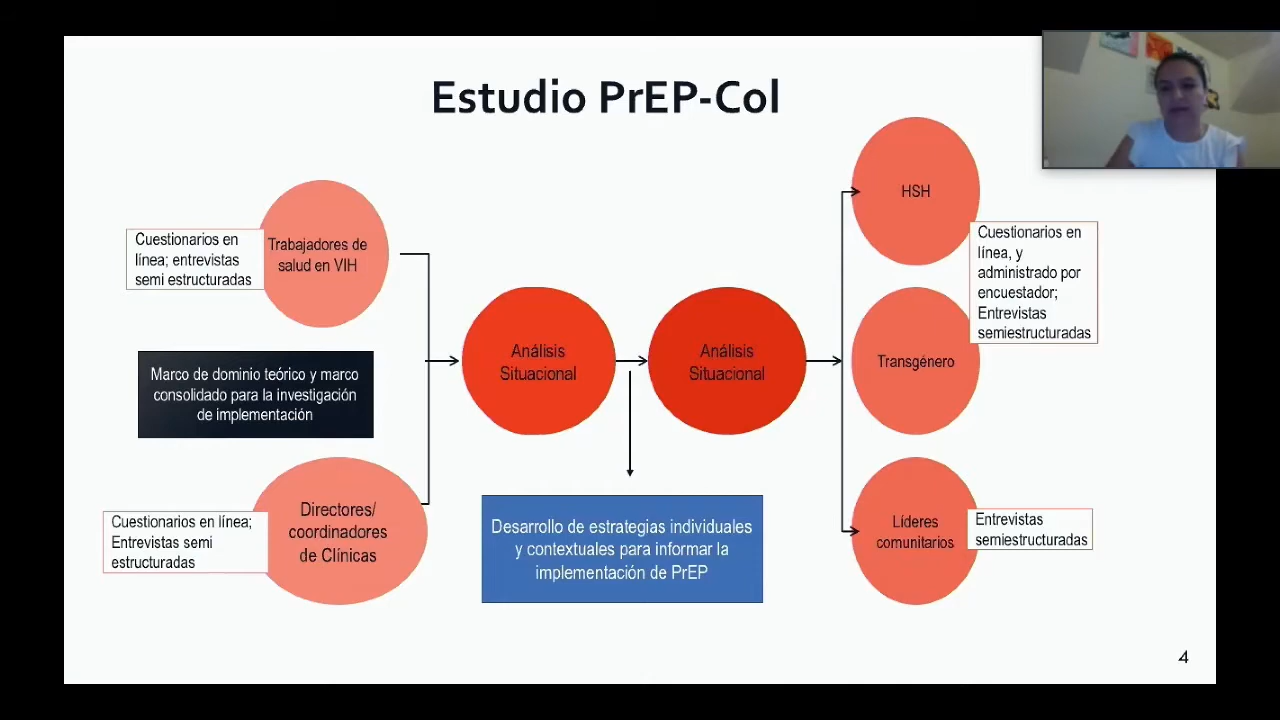 Estudio PrEP-Col
Cuestionarios en
línea; entrevistas
semi estructuradas
Trabajadores de
salud en VIH
Marco de dominio teórico y marco
consolidado para la investigación
de implementación
Cuestionarios en línea;
Entrevistas semi
estructuradas
Directores/
coordinadores
de Clínicas
Análisis
Situacional
Análisis
Situacional
Desarrollo de estrategias individuales
y contextuales para informar la
implementación de PrEP
HSH
Cuestionarios en
línea, y
administrado por
encuestador;
Entrevistas
semiestructuradas
Transgénero
Líderes
comunitarios
Entrevistas
semiestructuradas
4